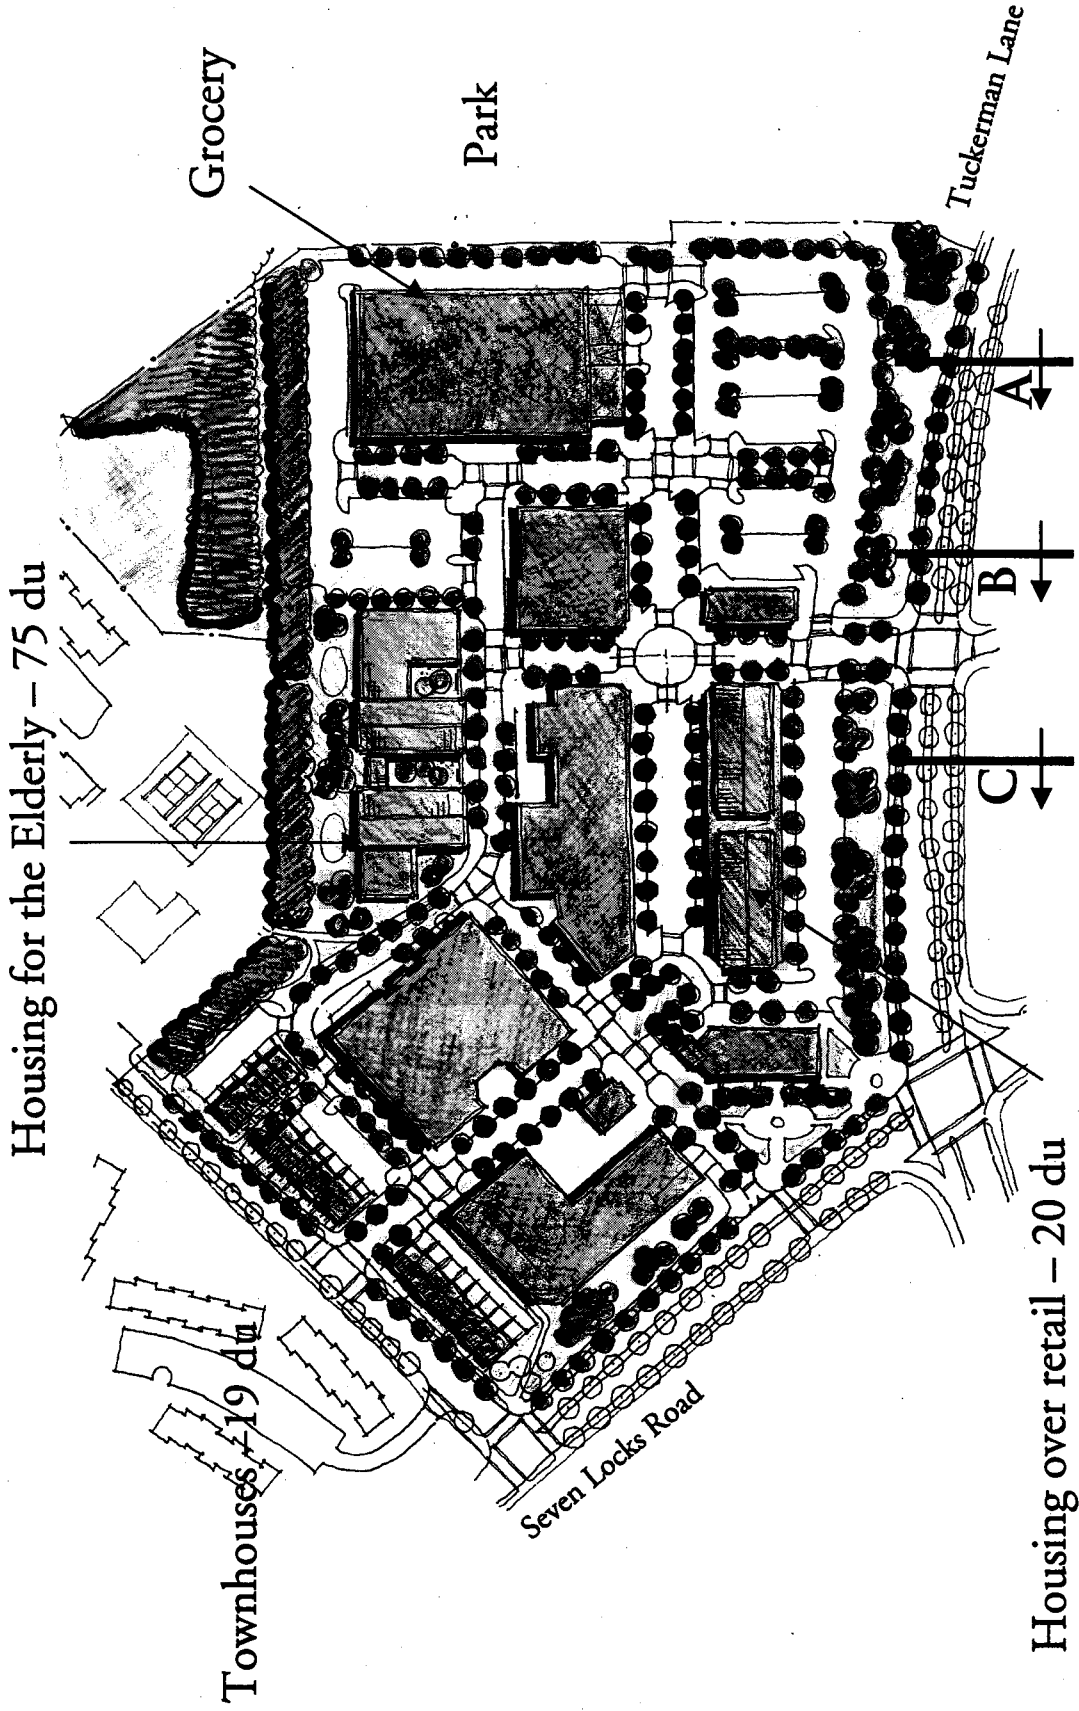 Housing for the Elderly – 75 du
Grocery
Park
Townhouses – 19 du
Tuckerman Lane
A
B
C
Seven Locks Road
Housing over retail – 20 du